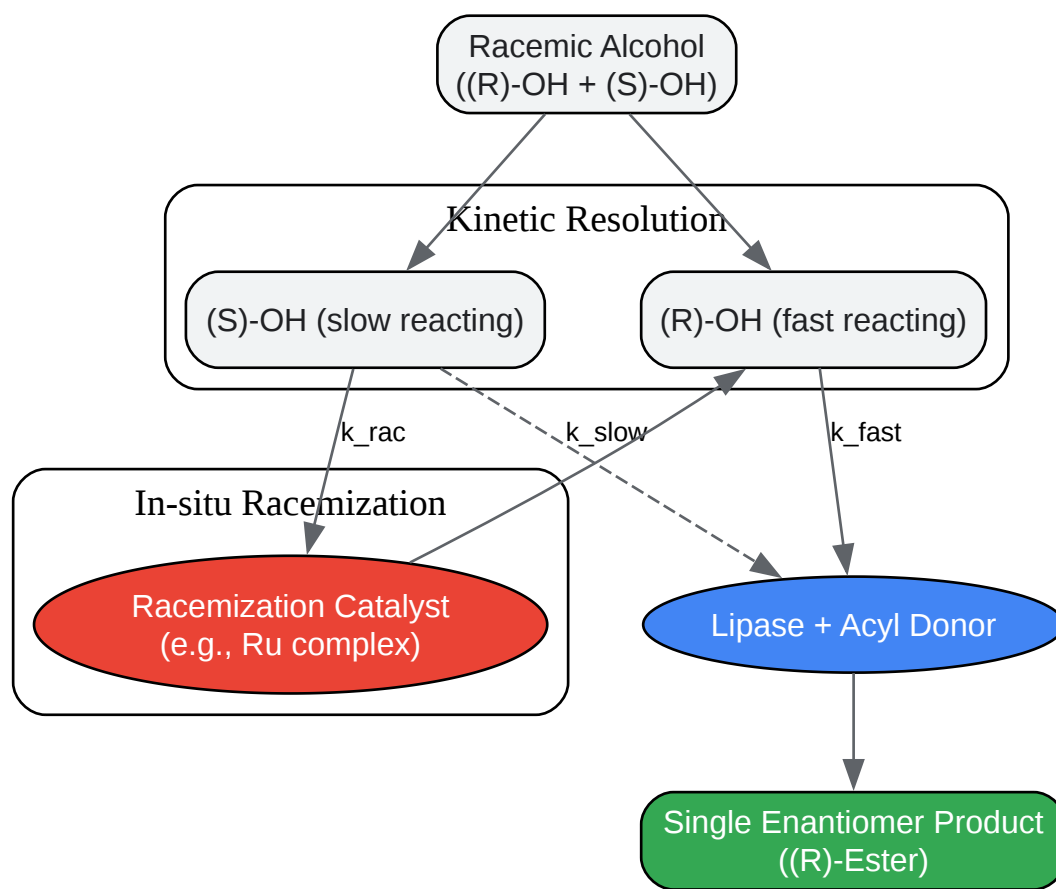 Racemic Alcohol
((R)-OH + (S)-OH)
Kinetic Resolution
(S)-OH (slow reacting)
(R)-OH (fast reacting)
k_rac
k_slow
k_fast
In-situ Racemization
Racemization Catalyst
(e.g., Ru complex)
Lipase + Acyl Donor
Single Enantiomer Product
((R)-Ester)